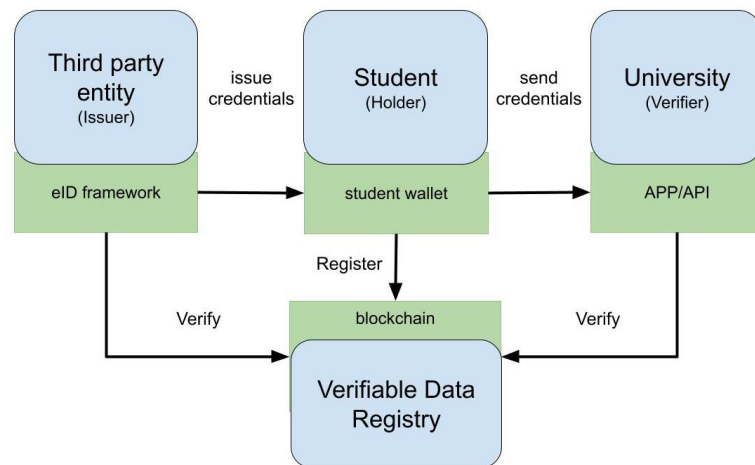 Third party
entity
(Issuer)
issue
credentials
Student
(Holder)
send
credentials
University
(Verifier)
eID framework
student wallet
APP/API
Register
Verify
blockchain
Verify
Verifiable Data
Registry